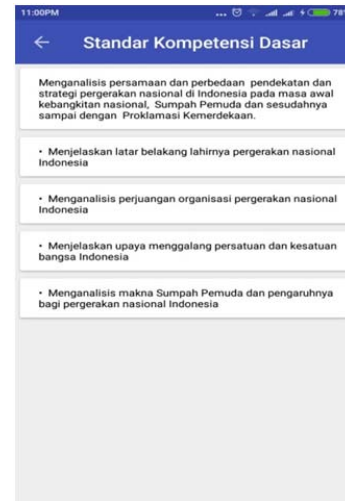 11:00PM ... 78%
Standar Kompetensi Dasar
Menganalisis persamaan dan perbedaan pendekatan dan
strategi pergerakan nasional di Indonesia pada masa awal
kebangkitan nasional, Sumpah Pemuda dan sesudahnya
sampai dengan Proklamasi Kemerdekaan.
• Menjelaskan latar belakang lahirnya pergerakan nasional
Indonesia
• Menganalisis perjuangan organisasi pergerakan nasional
Indonesia
• Menjelaskan upaya menggalang persatuan dan kesatuan
bangsa Indonesia
• Menganalisis makna Sumpah Pemuda dan pengaruhnya
bagi pergerakan nasional Indonesia